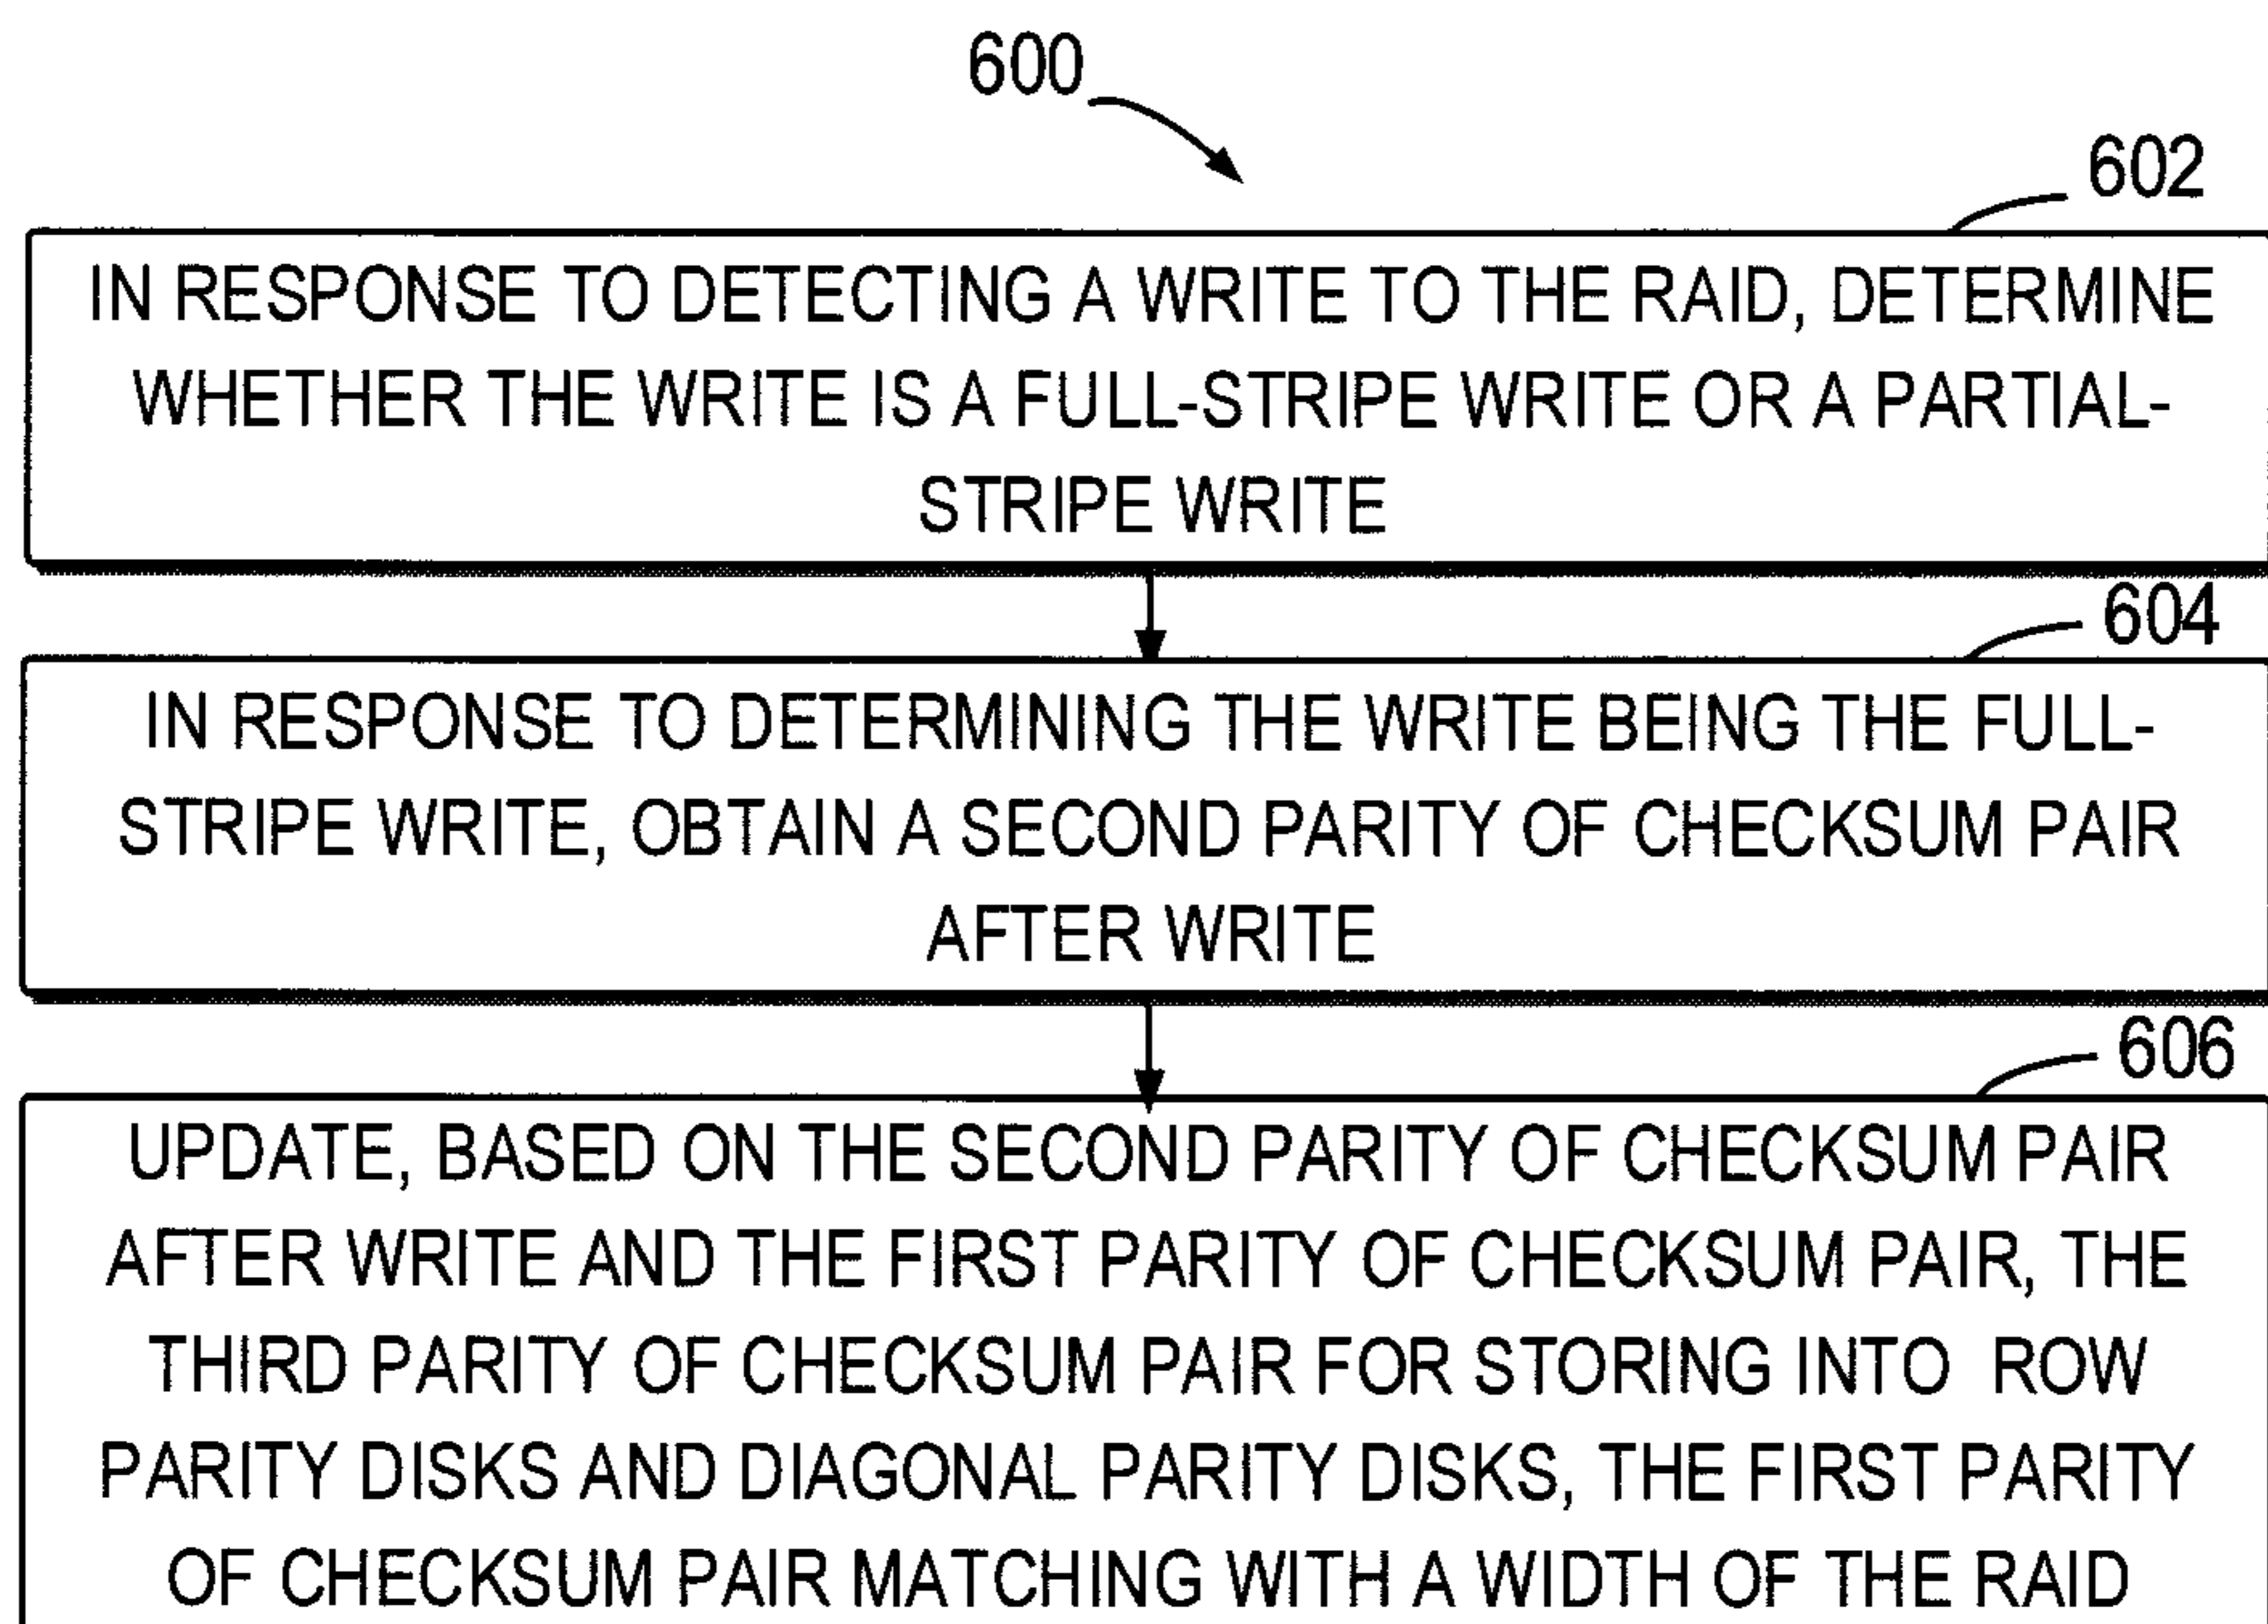 600
602
IN RESPONSE TO DETECTING A WRITE TO THE RAID, DETERMINE
WHETHER THE WRITE IS A FULL-STRIPE WRITE OR A PARTIAL-
STRIPE WRITE
604
IN RESPONSE TO DETERMINING THE WRITE BEING THE FULL-
STRIPE WRITE, OBTAIN A SECOND PARITY OF CHECKSUM PAIR
AFTER WRITE
606
UPDATE, BASED ON THE SECOND PARITY OF CHECKSUM PAIR
AFTER WRITE AND THE FIRST PARITY OF CHECKSUM PAIR, THE
THIRD PARITY OF CHECKSUM PAIR FOR STORING INTO ROW
PARITY DISKS AND DIAGONAL PARITY DISKS, THE FIRST PARITY
OF CHECKSUM PAIR MATCHING WITH A WIDTH OF THE RAID